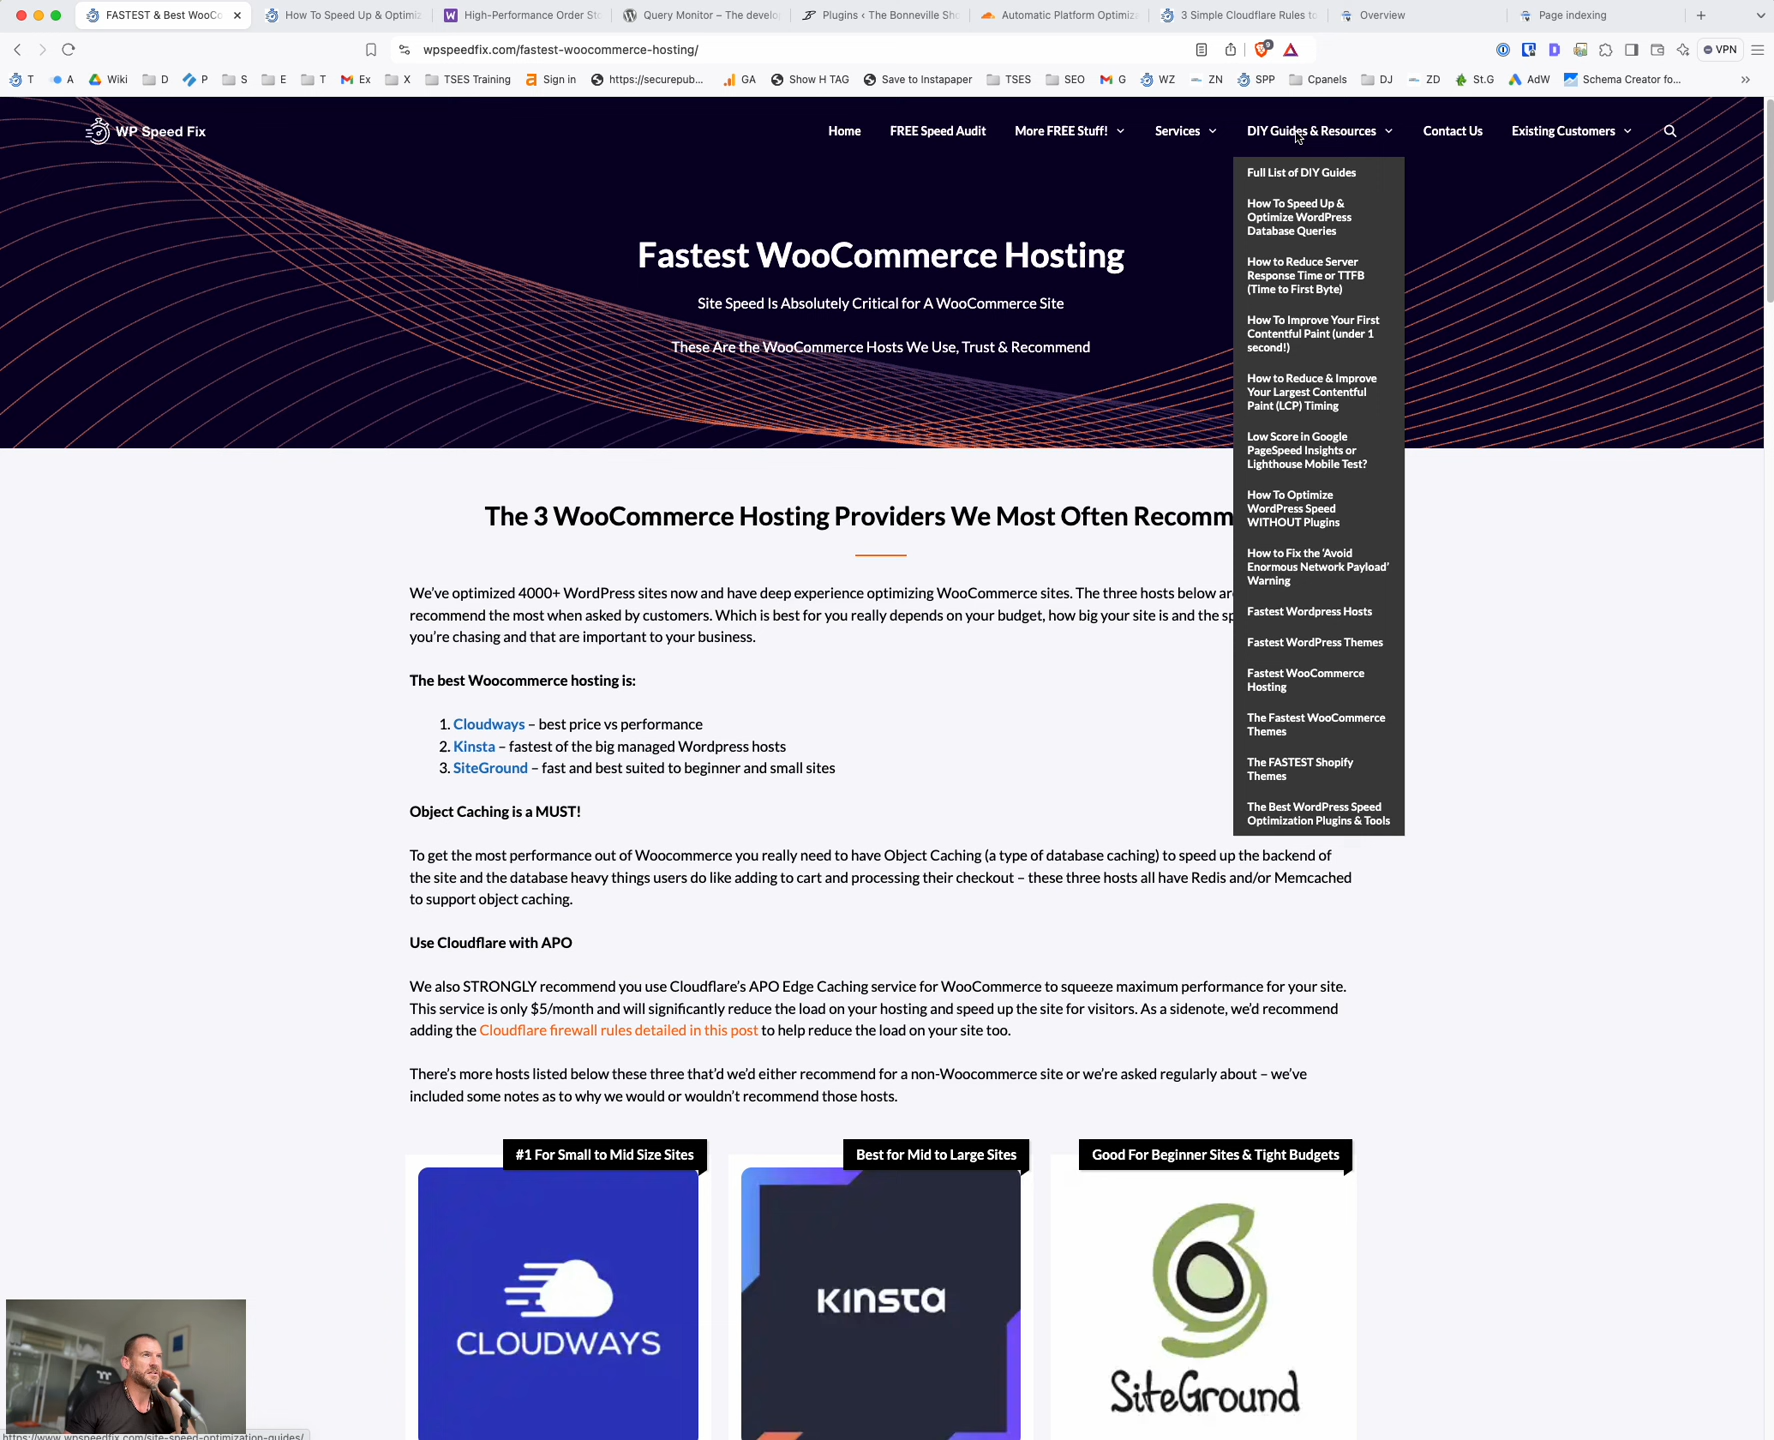 FASTEST & Best WooCo
How To Speed Up & Optimiz
High-Performance Order Sto
Query Monitor – The develo
Plugins ‹ The Bonneville Sho
Automatic Platform Optimiza
3 Simple Cloudflare Rules to
Overview
Page indexing
wpspeedfix.com/fastest-woocommerce-hosting/
VPN
T
A
Wiki
D
P
S
E
T
Ex
X
TSES Training
Sign in
https://securepub...
GA
Show H TAG
Save to Instapaper
TSES
SEO
G
WZ
ZN
SPP
Cpanels
DJ
ZD
St.G
AdW
Schema Creator fo...
WP Speed Fix
Home
FREE Speed Audit
More FREE Stuff!
Services
DIY Guides & Resources
Contact Us
Existing Customers
Full List of DIY Guides
How To Speed Up &
Optimize WordPress
Database Queries
How to Reduce Server
Response Time or TTFB
(Time to First Byte)
How To Improve Your First
Contentful Paint (under 1
second!)
How to Reduce & Improve
Your Largest Contentful
Paint (LCP) Timing
Low Score in Google
PageSpeed Insights or
Lighthouse Mobile Test?
How To Optimize
WordPress Speed
WITHOUT Plugins
How to Fix the ‘Avoid
Enormous Network Payload’
Warning
Fastest Wordpress Hosts
Fastest WordPress Themes
Fastest WooCommerce
Hosting
The Fastest WooCommerce
Themes
The FASTEST Shopify
Themes
The Best WordPress Speed
Optimization Plugins & Tools
Fastest WooCommerce Hosting
Site Speed Is Absolutely Critical for A WooCommerce Site
These Are the WooCommerce Hosts We Use, Trust & Recommend
The 3 WooCommerce Hosting Providers We Most Often Recomm
We’ve optimized 4000+ WordPress sites now and have deep experience optimizing WooCommerce sites. The three hosts below ar
recommend the most when asked by customers. Which is best for you really depends on your budget, how big your site is and the sp
you’re chasing and that are important to your business.
The best Woocommerce hosting is:
1. Cloudways – best price vs performance
2. Kinsta – fastest of the big managed Wordpress hosts
3. SiteGround – fast and best suited to beginner and small sites
Object Caching is a MUST!
To get the most performance out of Woocommerce you really need to have Object Caching (a type of database caching) to speed up the backend of
the site and the database heavy things users do like adding to cart and processing their checkout – these three hosts all have Redis and/or Memcached
to support object caching.
Use Cloudflare with APO
We also STRONGLY recommend you use Cloudflare’s APO Edge Caching service for WooCommerce to squeeze maximum performance for your site.
This service is only $5/month and will significantly reduce the load on your hosting and speed up the site for visitors. As a sidenote, we’d recommend
adding the Cloudflare firewall rules detailed in this post to help reduce the load on your site too.
There’s more hosts listed below these three that’d we’d either recommend for a non-Woocommerce site or we’re asked regularly about – we’ve
included some notes as to why we would or wouldn’t recommend those hosts.
#1 For Small to Mid Size Sites
Best for Mid to Large Sites
Good For Beginner Sites & Tight Budgets
CLOUDWAYS
KINSTA
SiteGround
https://www.wpspeedfix.com/site-speed-optimization-guides/